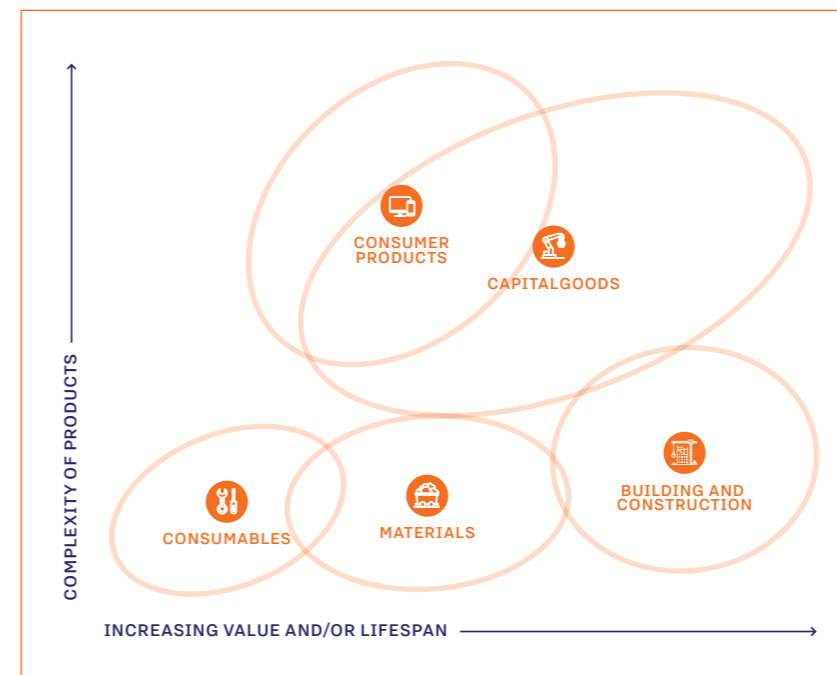 COMPLEXITY OF PRODUCTS
CONSUMER
PRODUCTS
CAPITALGOODS
BUILDING AND
CONSTRUCTION
MATERIALS
CONSUMABLES
INCREASING VALUE AND/OR LIFESPAN